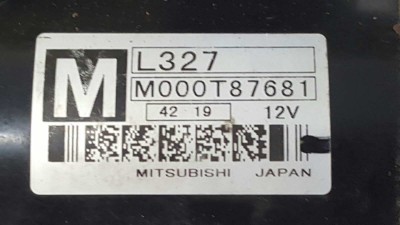 M
L327
M000T87681
42 19 12V
MITSUBISHI JAPAN